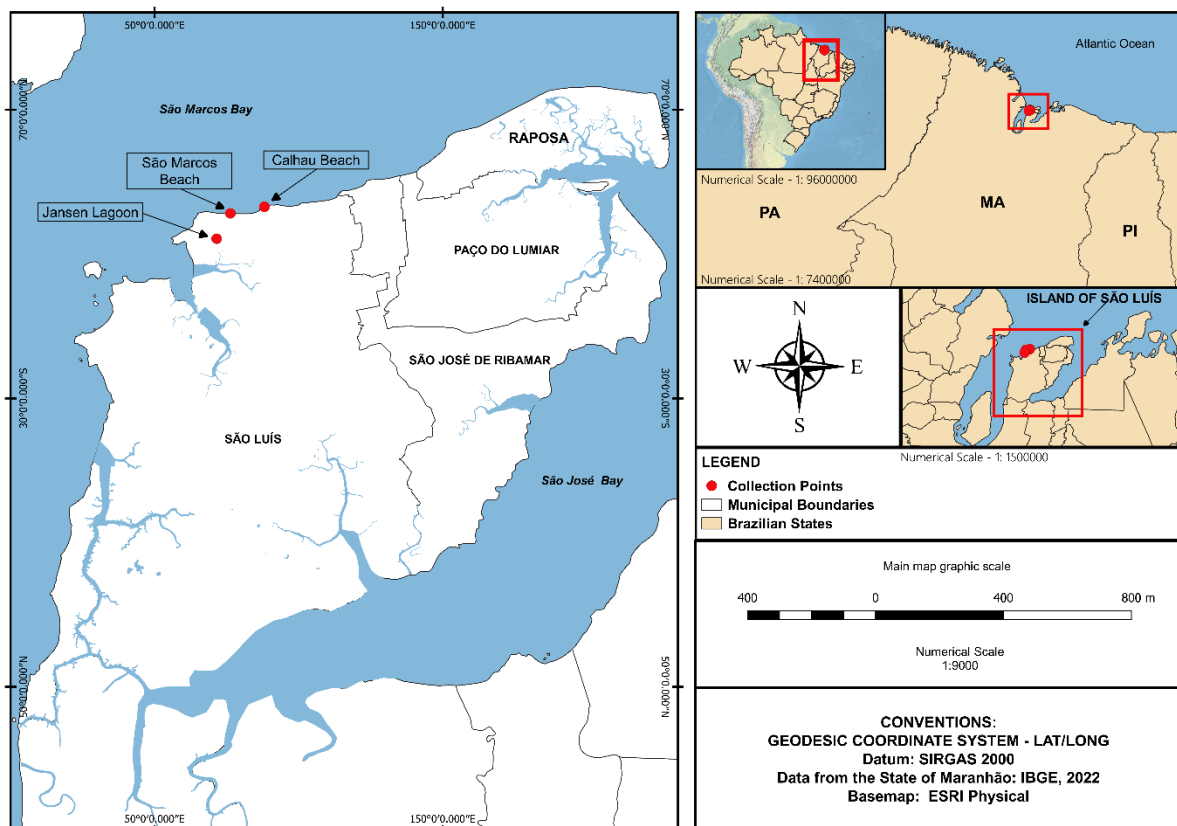 50°0'0.000"E
150°0'0.000"E
70°0'0.000"N
70°0'0.000"N
São Marcos Bay
RAPOSA
São Marcos
Beach
Calhau Beach
Jansen Lagoon
PAÇO DO LUMIAR
SÃO JOSÉ DE RIBAMAR
30°0'0.000"S
30°0'0.000"S
SÃO LUÍS
São José Bay
50°0'0.000"N
50°0'0.000"N
50°0'0.000"E
150°0'0.000"E
Atlantic Ocean
Numerical Scale - 1: 96000000
PA
MA
PI
Numerical Scale - 1: 7400000
N
W
E
S
ISLAND OF SÃO LUÍS
Numerical Scale - 1: 1500000
LEGEND
Collection Points
Municipal Boundaries
Brazilian States
Main map graphic scale
400 0 400 800 m
Numerical Scale
1:9000
CONVENTIONS:
GEODESIC COORDINATE SYSTEM - LAT/LONG
Datum: SIRGAS 2000
Data from the State of Maranhão: IBGE, 2022
Basemap: ESRI Physical